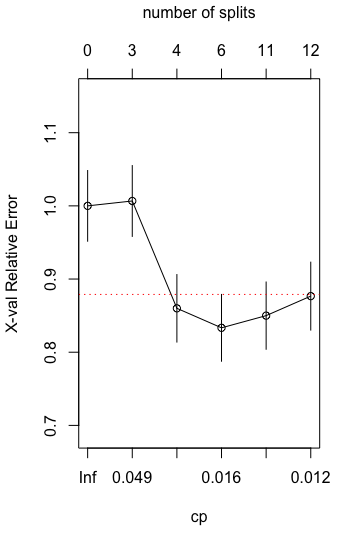 number of splits
0 3 4 6 11 12
X-val Relative Error
1.1
1.0
0.9
0.8
0.7
Inf 0.049 0.016 0.012
cp